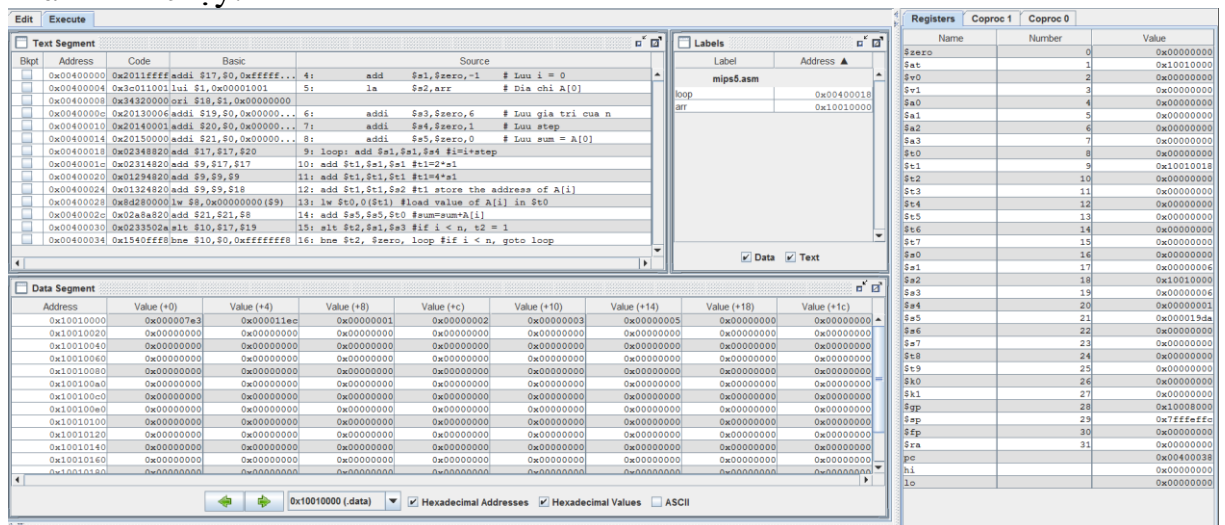 Edit Execute
Text Segment
Bkpt Address Code Basic Source
0x00400000 0x2011ffff addi $17,$0,0xfffff... 4: add $s1,$zero,-1 # Luu i = 0
0x00400004 0x3c011001 lui $1,0x00001001 5: la $s2,arr # Dia chi A[0]
0x00400008 0x34320000 ori $18,$1,0x00000000
0x0040000c 0x20130006 addi $19,$0,0x00000... 6: addi $s3,$zero,6 # Luu gia tri cua n
0x00400010 0x20140001 addi $20,$0,0x00000... 7: addi $s4,$zero,1 # Luu step
0x00400014 0x20150000 addi $21,$0,0x00000... 8: addi $s5,$zero,0 # Luu sum = A[0]
0x00400018 0x02348820 add $17,$17,$20 9: loop: add $s1,$s1,$s4 #i=i+step
0x0040001c 0x02314820 add $9,$17,$17 10: add $t1,$s1,$s1 #t1=2*s1
0x00400020 0x01294820 add $9,$9,$9 11: add $t1,$t1,$t1 #t1=4*s1
0x00400024 0x01324820 add $9,$9,$18 12: add $t1,$t1,$s2 #t1 store the address of A[i]
0x00400028 0x8d280000 lw $8,0x00000000($9) 13: lw $t0,0($t1) #load value of A[i] in $t0
0x0040002c 0x02a8a820 add $21,$21,$8 14: add $s5,$s5,$t0 #sum=sum+A[i]
0x00400030 0x0233502a slt $10,$17,$19 15: slt $t2,$s1,$s3 #if i < n, t2 = 1
0x00400034 0x1540fff8 bne $10,$0,0xfffffff8 16: bne $t2, $zero, loop #if i < n, goto loop
Labels
Label Address ▲
mips5.asm
loop 0x00400018
arr 0x10010000
Data Text
Data Segment
Address Value (+0) Value (+4) Value (+8) Value (+c) Value (+10) Value (+14) Value (+18) Value (+1c)
0x10010000 0x000007e3 0x000011ec 0x00000001 0x00000002 0x00000003 0x00000005 0x00000000 0x00000000
0x10010020 0x00000000 0x00000000 0x00000000 0x00000000 0x00000000 0x00000000 0x00000000 0x00000000
0x10010040 0x00000000 0x00000000 0x00000000 0x00000000 0x00000000 0x00000000 0x00000000 0x00000000
0x10010060 0x00000000 0x00000000 0x00000000 0x00000000 0x00000000 0x00000000 0x00000000 0x00000000
0x10010080 0x00000000 0x00000000 0x00000000 0x00000000 0x00000000 0x00000000 0x00000000 0x00000000
0x100100a0 0x00000000 0x00000000 0x00000000 0x00000000 0x00000000 0x00000000 0x00000000 0x00000000
0x100100c0 0x00000000 0x00000000 0x00000000 0x00000000 0x00000000 0x00000000 0x00000000 0x00000000
0x100100e0 0x00000000 0x00000000 0x00000000 0x00000000 0x00000000 0x00000000 0x00000000 0x00000000
0x10010100 0x00000000 0x00000000 0x00000000 0x00000000 0x00000000 0x00000000 0x00000000 0x00000000
0x10010120 0x00000000 0x00000000 0x00000000 0x00000000 0x00000000 0x00000000 0x00000000 0x00000000
0x10010140 0x00000000 0x00000000 0x00000000 0x00000000 0x00000000 0x00000000 0x00000000 0x00000000
0x10010160 0x00000000 0x00000000 0x00000000 0x00000000 0x00000000 0x00000000 0x00000000 0x00000000
0x10010180 0x00000000 0x00000000 0x00000000 0x00000000 0x00000000 0x00000000 0x00000000 0x00000000
0x10010000 (.data) Hexadecimal Addresses Hexadecimal Values ASCII
Registers Coproc 1 Coproc 0
Name Number Value
$zero 0 0x00000000
$at 1 0x10010000
$v0 2 0x00000000
$v1 3 0x00000000
$a0 4 0x00000000
$a1 5 0x00000000
$a2 6 0x00000000
$a3 7 0x00000000
$t0 8 0x00000000
$t1 9 0x10010018
$t2 10 0x00000000
$t3 11 0x00000000
$t4 12 0x00000000
$t5 13 0x00000000
$t6 14 0x00000000
$t7 15 0x00000000
$s0 16 0x00000000
$s1 17 0x00000006
$s2 18 0x10010000
$s3 19 0x00000006
$s4 20 0x00000001
$s5 21 0x000019da
$s6 22 0x00000000
$s7 23 0x00000000
$t8 24 0x00000000
$t9 25 0x00000000
$k0 26 0x00000000
$k1 27 0x00000000
$gp 28 0x10008000
$sp 29 0x7fffeffc
$fp 30 0x00000000
$ra 31 0x00000000
pc 0x00400038
hi 0x00000000
lo 0x00000000